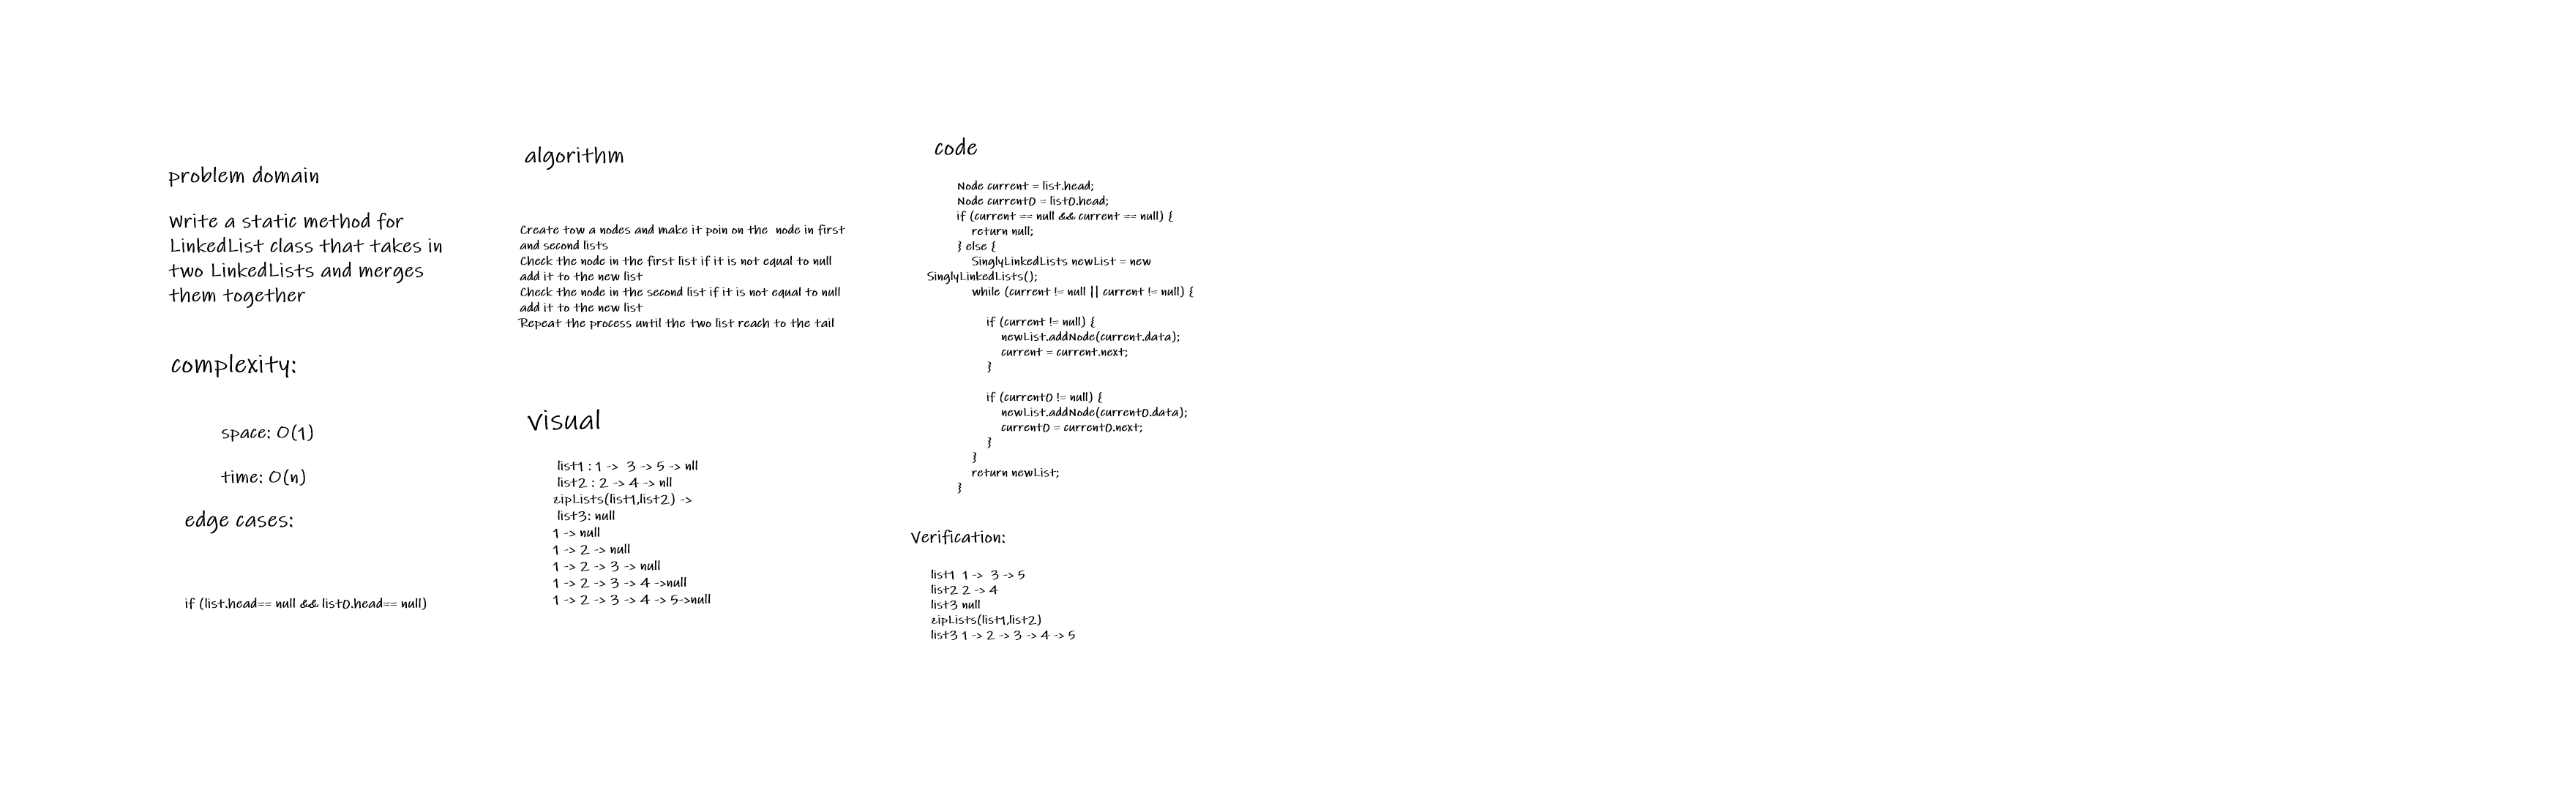 problem domain
Write a static method for
LinkedList class that takes in
two LinkedLists and merges
them together
complexity:
space: O(1)
time: O(n)
edge cases:
if (list.head== null && list0.head== null)
algorithm
Create tow a nodes and make it poin on the  node in first
and second lists
Check the node in the first list if it is not equal to null
add it to the new list
Check the node in the second list if it is not equal to null
add it to the new list
Repeat the process until the two list reach to the tail
visual
list1 : 1 ->  3 -> 5 -> nll
list2 : 2 -> 4 -> nll
zipLists(list1,list2) ->
list3: null
1 -> null
1 -> 2 -> null
1 -> 2 -> 3 -> null
1 -> 2 -> 3 -> 4 ->null
1 -> 2 -> 3 -> 4 -> 5->null
code
Node current = list.head;
Node current0 = list0.head;
if (current == null && current == null) {
return null;
} else {
SinglyLinkedLists newList = new
SinglyLinkedLists();
while (current != null || current != null) {
if (current != null) {
newList.addNode(current.data);
current = current.next;
}
if (current0 != null) {
newList.addNode(current0.data);
current0 = current0.next;
}
}
return newList;
}
Verification:
list1  1 ->  3 -> 5
list2 2 -> 4
list3 null
zipLists(list1,list2)
list3 1 -> 2 -> 3 -> 4 -> 5